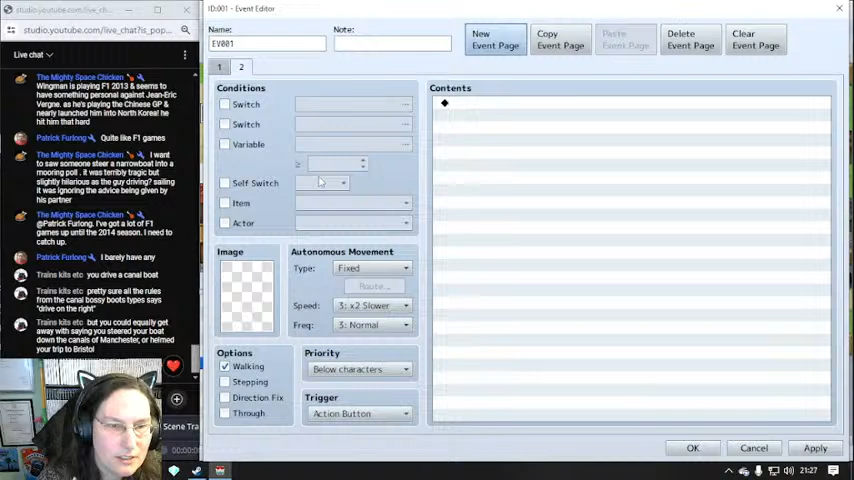 studio.youtube.com/live_chat?is_pop...
studio.youtube.com/live_chat?is_p...
Live chat
The Mighty Space Chicken
Wingman is playing F1 2013 & seems to
have something personal against Jean-Eric
Vergne. as he's playing the Chinese GP &
nearly launched him into North Korea! he
hit him that hard
Patrick Furlong Quite like F1 games
The Mighty Space Chicken I want
to saw someone steer a narrowboat into a
mooring poll . it was terribly tragic but
slightly hilarious as the guy driving? sailing
it was ignoring the advice being given by
his partner
The Mighty Space Chicken
@Patrick Furlong. I've got a lot of F1
games up until the 2014 season. I need to
catch up.
Patrick Furlong I barely have any
Trains kits etc you drive a canal boat
Trains kits etc pretty sure all the rules
from the canal bossy boots types says
"drive on the right"
Trains kits etc but you could equally get
away with saying you steered your boat
down the canals of Manchester, or helmed
your trip to Bristol
Scene Tra
ID:001 - Event Editor
Name:
EV001
Note:
New
Event Page
Copy
Event Page
Paste
Event Page
Delete
Event Page
Clear
Event Page
1
2
Conditions
Switch
Switch
Variable
≥
Self Switch
Item
Actor
Image
Autonomous Movement
Type:
Fixed
Route...
Speed:
3: x2 Slower
Freq:
3: Normal
Options
Walking
Stepping
Direction Fix
Through
Priority
Below characters
Trigger
Action Button
Contents
OK
Cancel
Apply
21:27